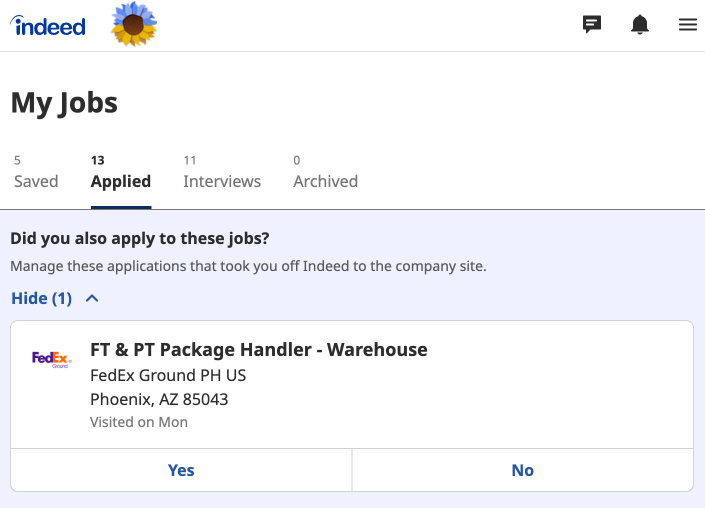 indeed
My Jobs
5 13 11 0
Saved Applied Interviews Archived
Did you also apply to these jobs?
Manage these applications that took you off Indeed to the company site.
Hide (1)
FedEx Ground
FT & PT Package Handler - Warehouse
FedEx Ground PH US
Phoenix, AZ 85043
Visited on Mon
Yes No